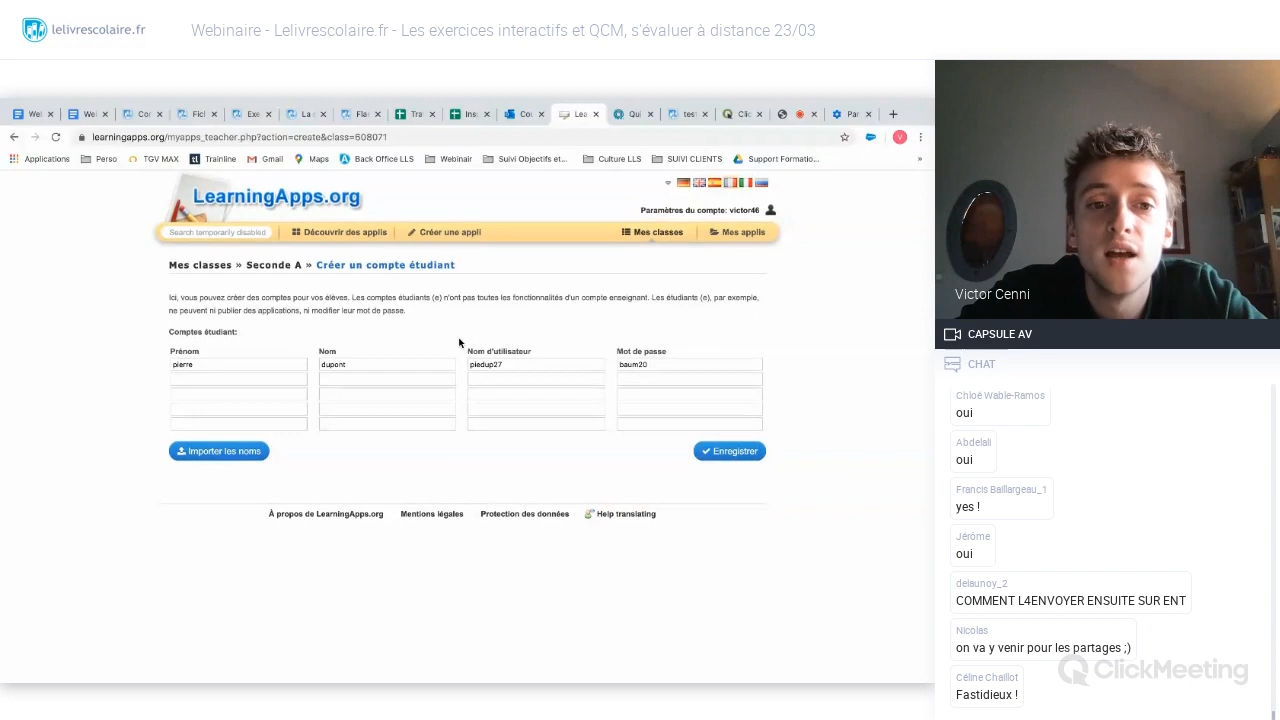 lelivrescolaire.fr
Webinaire - Lelivrescolaire.fr - Les exercices interactifs et QCM, s'évaluer à distance 23/03
learningapps.org/myapps_teacher.php?action=create&class=608071
Applications Perso TGV MAX Trainline Gmail Maps Back Office LLS Webinair Suivi Objectifs et... Culture LLS SUIVI CLIENTS Support Formatio... »
LearningApps.org
Paramètres du compte: victor46
Search temporarily disabled Découvrir des applis Créer une appli Mes classes Mes applis
Mes classes » Seconde A » Créer un compte étudiant
Ici, vous pouvez créer des comptes pour vos élèves. Les comptes étudiants (e) n'ont pas toutes les fonctionnalités d'un compte enseignant. Les étudiants (e), par exemple,
ne peuvent ni publier des applications, ni modifier leur mot de passe.
Comptes étudiant:
Prénom Nom Nom d'utilisateur Mot de passe
pierre dupont piedup27 baum20
Importer les noms Enregistrer
À propos de LearningApps.org Mentions légales Protection des données Help translating
Victor Cenni
CAPSULE AV
CHAT
Chloé Wable-Ramos
oui
Abdelali
oui
Francis Baillargeau_1
yes !
Jérôme
oui
delaunoy_2
COMMENT L4ENVOYER ENSUITE SUR ENT
Nicolas
on va y venir pour les partages ;)
Céline Chaillot
Fastidieux !
ClickMeeting